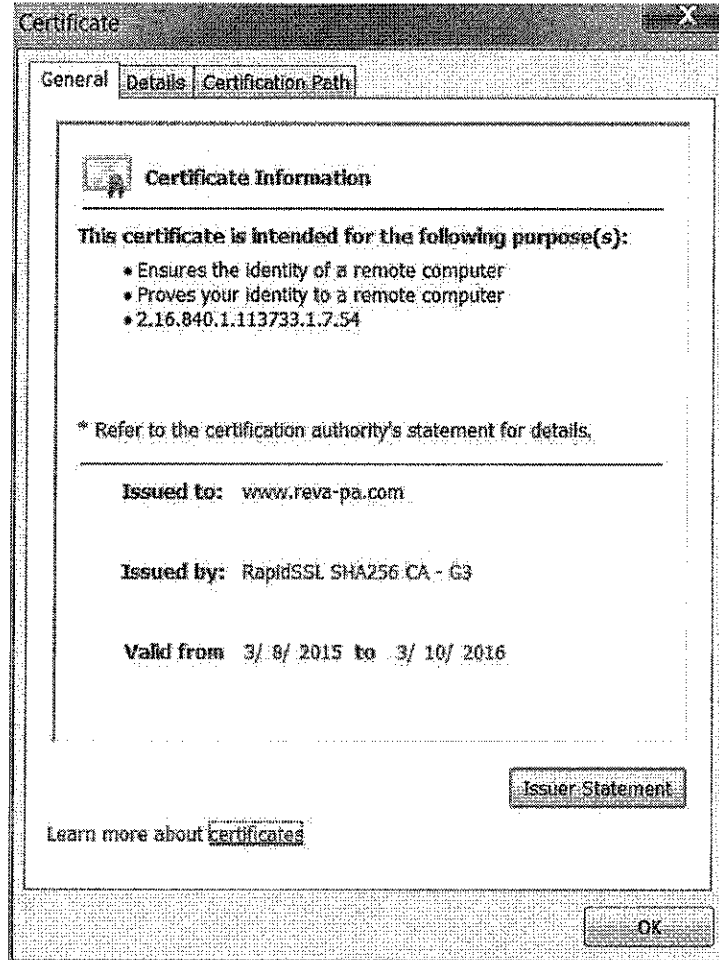 Certificate
General Details Certification Path
Certificate Information
This certificate is intended for the following purpose(s):
• Ensures the identity of a remote computer
• Proves your identity to a remote computer
• 2.16.840.1.113733.1.7.54
* Refer to the certification authority's statement for details.
Issued to: www.reva-pa.com
Issued by: RapidSSL SHA256 CA - G3
Valid from 3/ 8/ 2015 to 3/ 10/ 2016
Issuer Statement
Learn more about certificates
OK